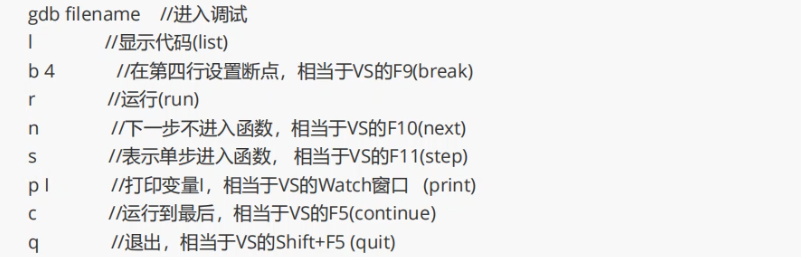 gdb filename //进入调试
l //显示代码(list)
b 4 //在第四行设置断点，相当于VS的F9(break)
r //运行(run)
n //下一步不进入函数，相当于VS的F10(next)
s //表示单步进入函数， 相当于VS的F11(step)
p I //打印变量I，相当于VS的Watch窗口 (print)
c //运行到最后，相当于VS的F5(continue)
q //退出，相当于VS的Shift+F5 (quit)